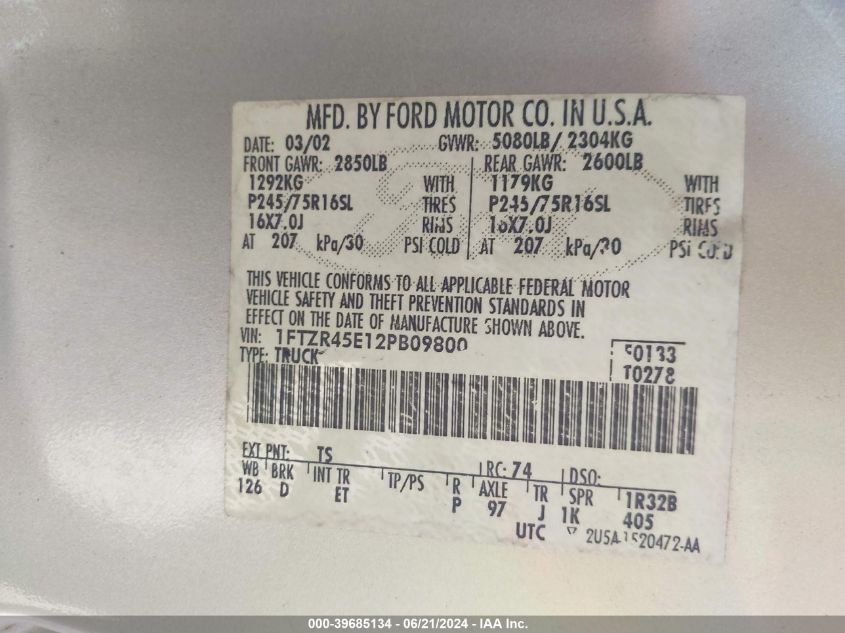 MFD. BY FORD MOTOR CO. IN U.S.A.
DATE: 03/02 GVWR: 5080LB/ 2304KG
FRONT GAWR: 2850LB REAR GAWR: 2600LB
1292KG WITH 1179KG WITH
P245/75R16SL TIRES P245/75R16SL TIRES
16X7.0J RIMS 16X7.0J RIMS
AT 207 kPa/30 PSI COLD AT 207 kPa/30 PSI COLD
THIS VEHICLE CONFORMS TO ALL APPLICABLE FEDERAL MOTOR
VEHICLE SAFETY AND THEFT PREVENTION STANDARDS IN
EFFECT ON THE DATE OF MANUFACTURE SHOWN ABOVE.
VIN: 1FTZR45E12PB09800
TYPE: TRUCK
T0278
EXT PNT: TS RC: 74 DSO:
WB BRK INT TR TP/PS R AXLE TR SPR 1R32B
126 D ET P 97 J 1K 405
UTC 2U5A-1520472-AA
000-39685134 / 06/21/2024 - IAA Inc.